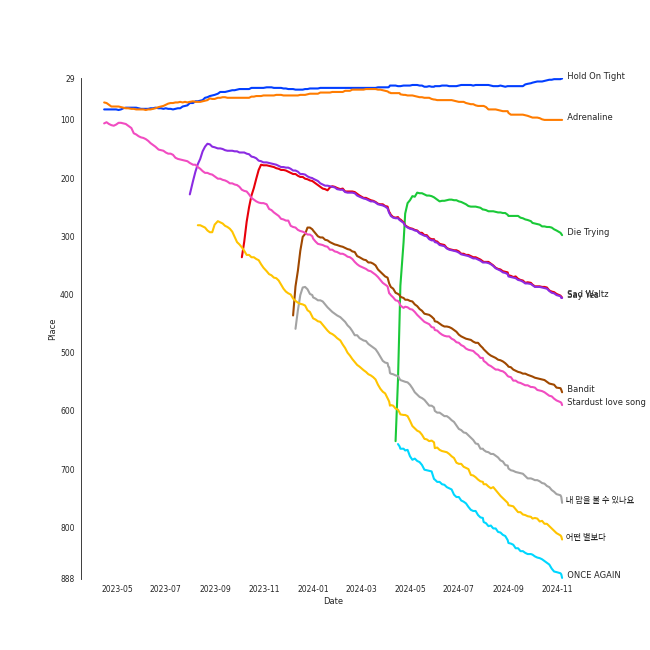 29
100
200
300
400
500
600
700
800
888
Place
2023-05
2023-07
2023-09
2023-11
2024-01
2024-03
2024-05
2024-07
2024-09
2024-11
Date
Hold On Tight
Adrenaline
Die Trying
Sad Waltz
Say Yes
Bandit
Stardust love song
내 맘을 볼 수 있나요
어떤 별보다
ONCE AGAIN